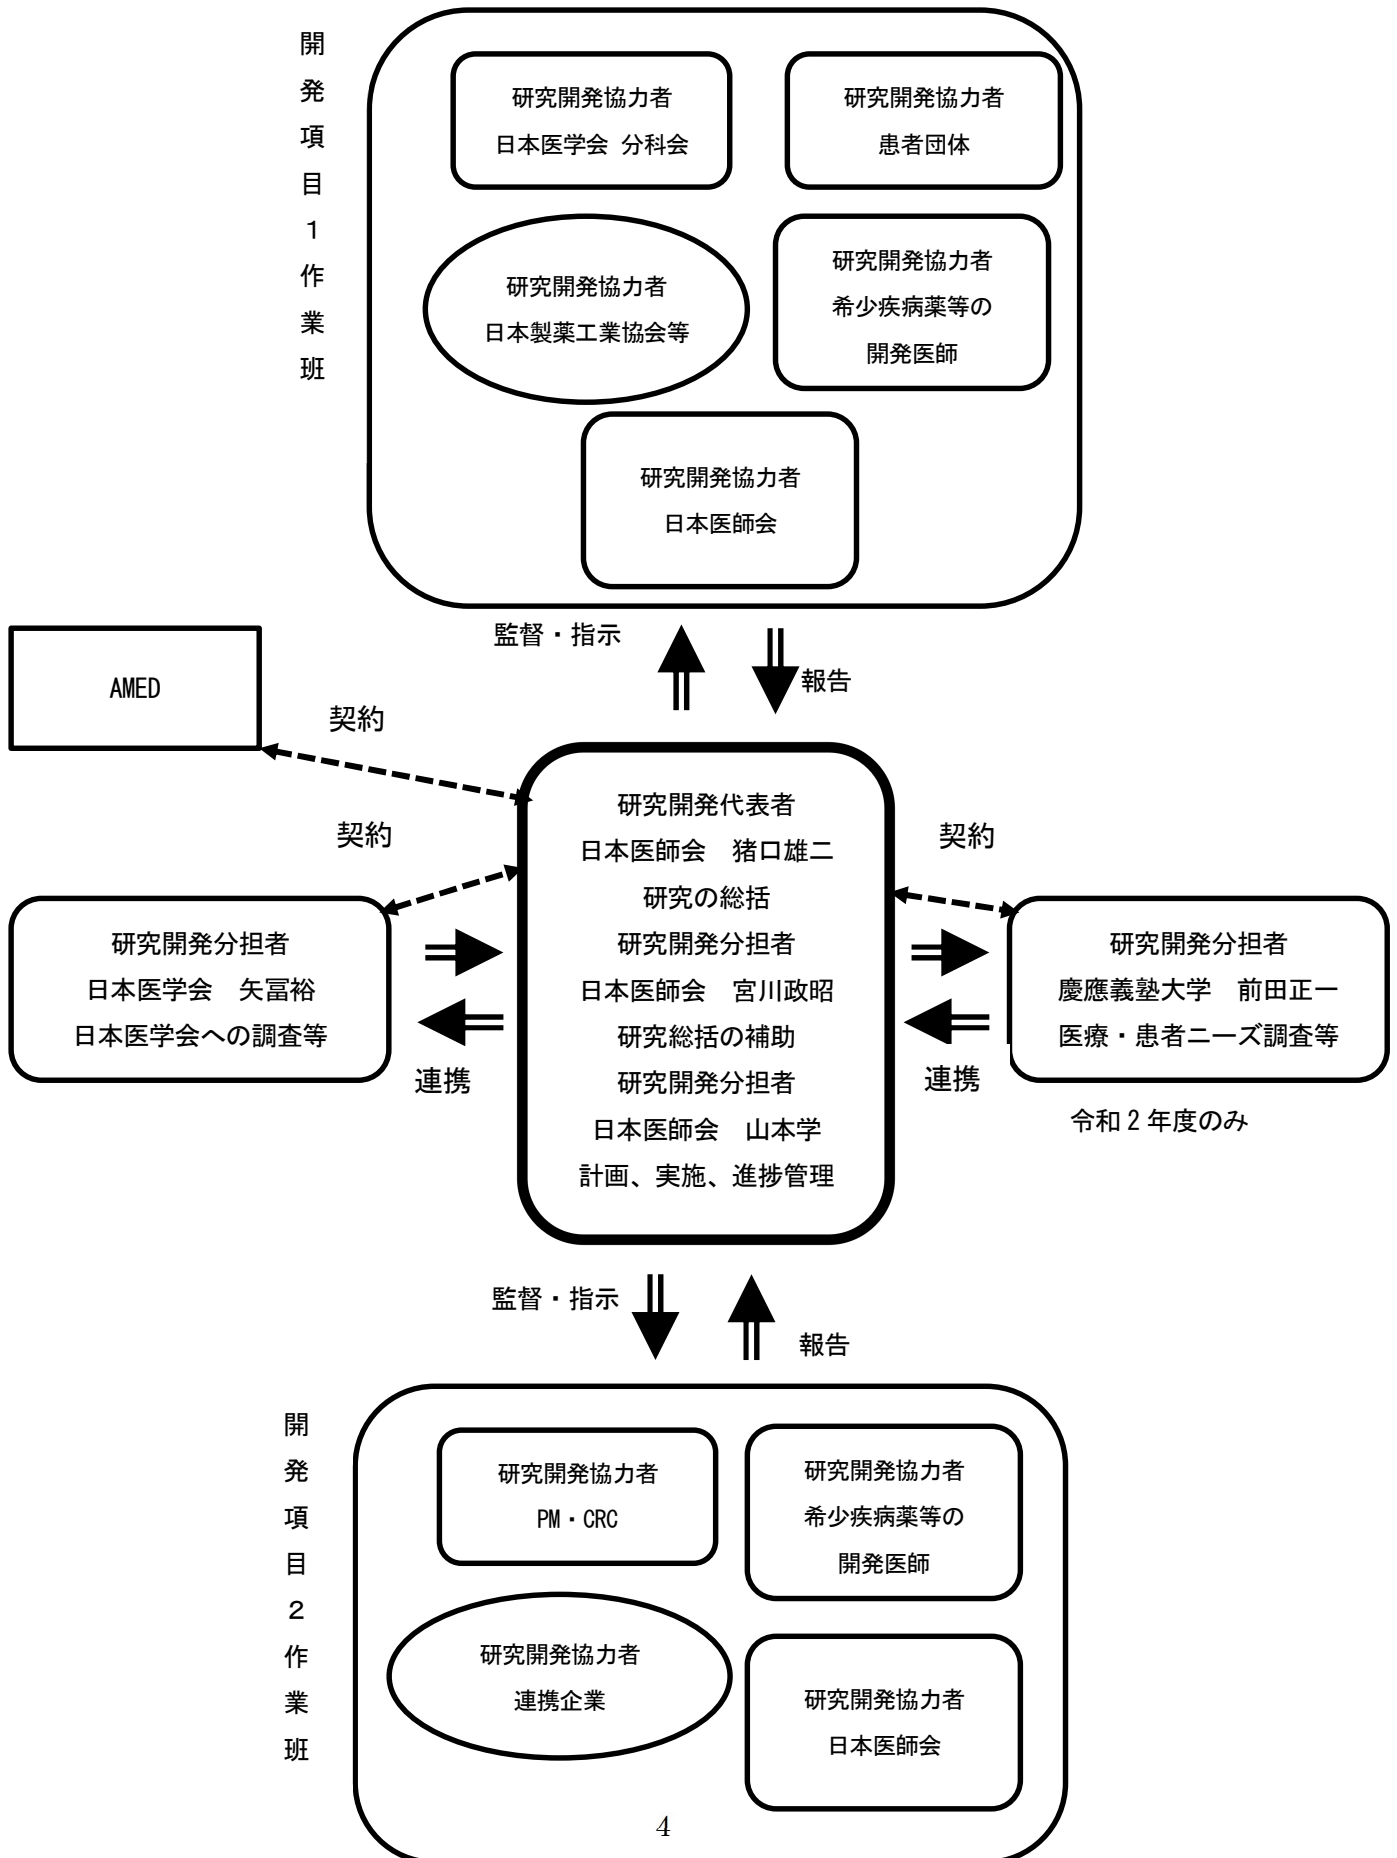 開発項目1作業班
研究開発協力者
日本医学会 分科会
研究開発協力者
患者団体
研究開発協力者
日本製薬工業協会等
研究開発協力者
希少疾病薬等の
開発医師
研究開発協力者
日本医師会
監督・指示
報告
AMED
契約
契約
契約
研究開発代表者
日本医師会　猪口雄二
研究の総括
研究開発分担者
日本医師会　宮川政昭
研究総括の補助
研究開発分担者
日本医師会　山本学
計画、実施、進捗管理
研究開発分担者
日本医学会　矢冨裕
日本医学会への調査等
連携
研究開発分担者
慶應義塾大学　前田正一
医療・患者ニーズ調査等
連携
令和2年度のみ
監督・指示
報告
開発項目2作業班
研究開発協力者
PM・CRC
研究開発協力者
希少疾病薬等の
開発医師
研究開発協力者
連携企業
研究開発協力者
日本医師会
4